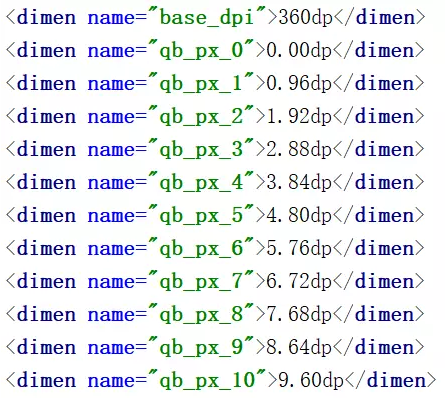 <dimen name="base_dpi">360dp</dimen>
<dimen name="qb_px_0">0.00dp</dimen>
<dimen name="qb_px_1">0.96dp</dimen>
<dimen name="qb_px_2">1.92dp</dimen>
<dimen name="qb_px_3">2.88dp</dimen>
<dimen name="qb_px_4">3.84dp</dimen>
<dimen name="qb_px_5">4.80dp</dimen>
<dimen name="qb_px_6">5.76dp</dimen>
<dimen name="qb_px_7">6.72dp</dimen>
<dimen name="qb_px_8">7.68dp</dimen>
<dimen name="qb_px_9">8.64dp</dimen>
<dimen name="qb_px_10">9.60dp</dimen>